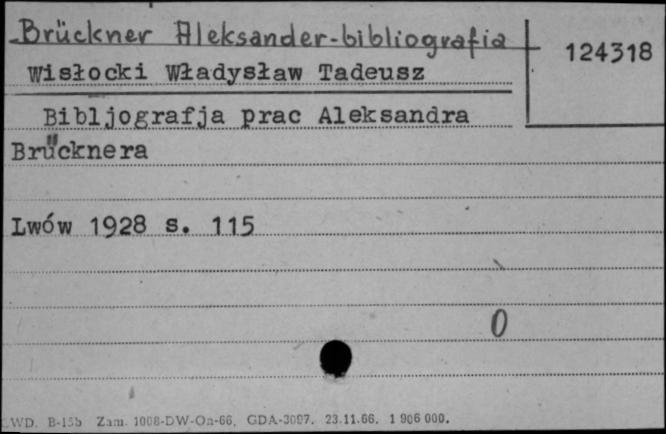 Brückner Aleksander-bibliografia
124318
Wisłocki Władysław Tadeusz
Bibljografja prac Aleksandra
Brücknera
Lwów 1928 s. 115
0
WD. B-15b Zam. 1008-DW-On-66. GDA-3097. 23.11.66. 1 906 000.